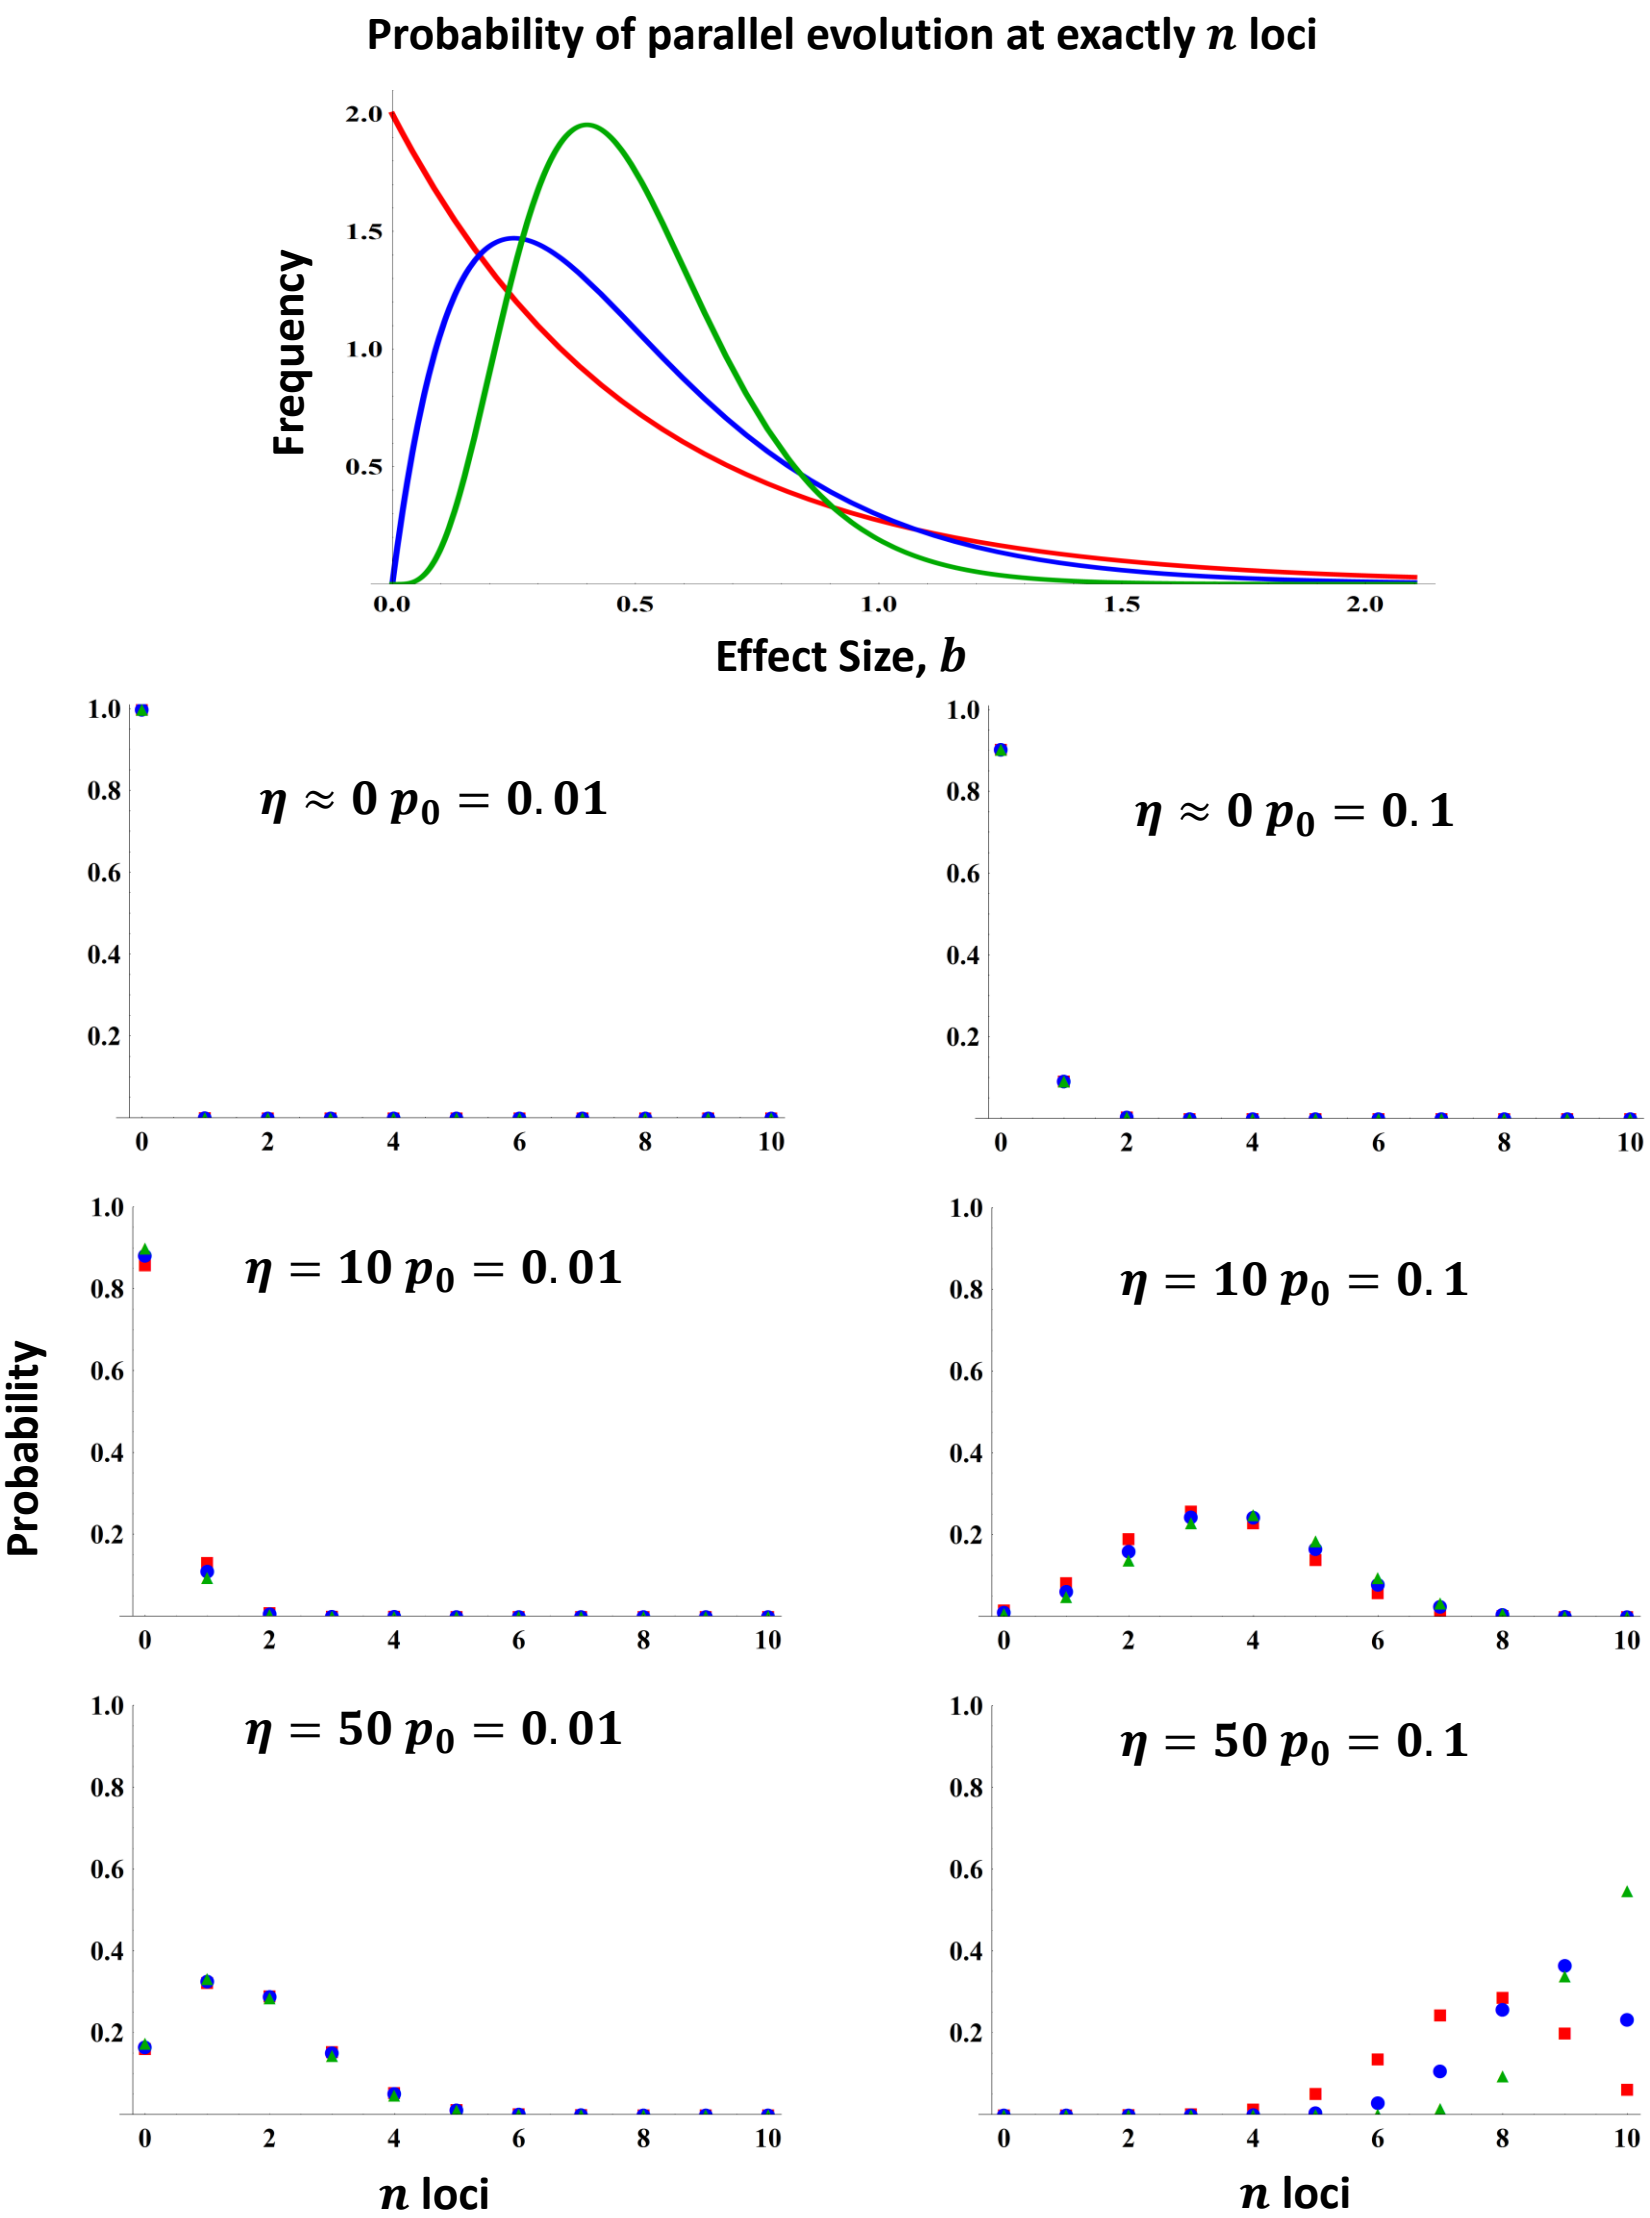 Probability of parallel evolution at exactly n loci
2.0
1.5
1.0
0.5
Frequency
0.0 0.5 1.0 1.5 2.0
Effect Size, b
1.0
0.8
0.6
0.4
0.2
η ≈ 0 p₀ = 0.01
0 2 4 6 8 10
1.0
0.8
0.6
0.4
0.2
η ≈ 0 p₀ = 0.1
0 2 4 6 8 10
Probability
1.0
0.8
0.6
0.4
0.2
η = 10 p₀ = 0.01
0 2 4 6 8 10
1.0
0.8
0.6
0.4
0.2
η = 10 p₀ = 0.1
0 2 4 6 8 10
1.0
0.8
0.6
0.4
0.2
η = 50 p₀ = 0.01
0 2 4 6 8 10
n loci
1.0
0.8
0.6
0.4
0.2
η = 50 p₀ = 0.1
0 2 4 6 8 10
n loci